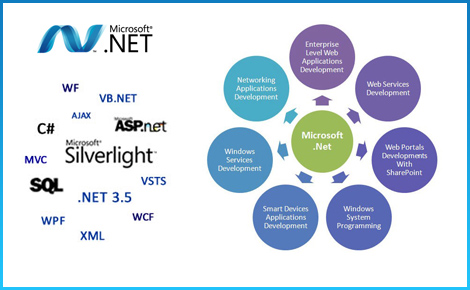 Microsoft®
.NET
WF
VB.NET
AJAX
C#
Microsoft
ASP.net
MVC
Microsoft®
Silverlight™
SQL
VSTS
.NET 3.5
WPF
WCF
XML
Enterprise
Level Web
Applications
Development
Web Services
Development
Web Portals
Developments
With
SharePoint
Windows
System
Programming
Smart Devices
Applications
Development
Windows
Services
Development
Networking
Applications
Development
Microsoft
.Net